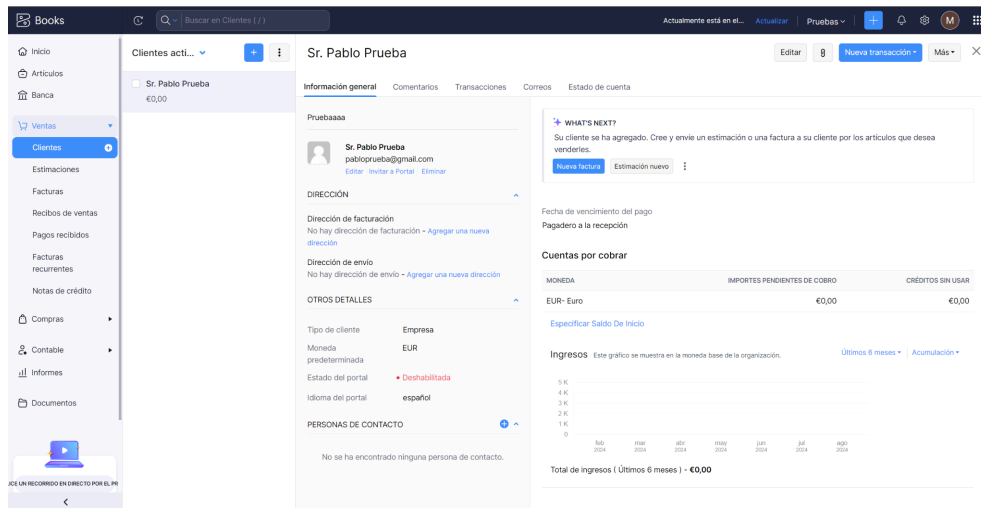 Books
Buscar en Clientes ( / )
Actualmente está en el...
Actualizar
Pruebas
M
Inicio
Artículos
Banca
Ventas
Clientes
Estimaciones
Facturas
Recibos de ventas
Pagos recibidos
Facturas
recurrentes
Notas de crédito
Compras
Contable
Informes
Documentos
UN RECORRIDO EN DIRECTO POR EL
Clientes acti...
Sr. Pablo Prueba
€0,00
Sr. Pablo Prueba
Editar
Nueva transacción
Más
Información general
Comentarios
Transacciones
Correos
Estado de cuenta
Pruebaaaa
Sr. Pablo Prueba
pabloprueba@gmail.com
Editar Invitar a Portal Eliminar
DIRECCIÓN
Dirección de facturación
No hay dirección de facturación - Agregar una nueva
dirección
Dirección de envío
No hay dirección de envío - Agregar una nueva dirección
OTROS DETALLES
Tipo de cliente Empresa
Moneda
predeterminada EUR
Estado del portal • Deshabilitada
Idioma del portal español
PERSONAS DE CONTACTO
No se ha encontrado ninguna persona de contacto.
WHAT'S NEXT?
Su cliente se ha agregado. Cree y envíe un estimación o una factura a su cliente por los artículos que desea
venderles.
Nueva factura
Estimación nuevo
Fecha de vencimiento del pago
Pagadero a la recepción
Cuentas por cobrar
MONEDA IMPORTES PENDIENTES DE COBRO CRÉDITOS SIN USAR
EUR- Euro €0,00 €0,00
Especificar Saldo De Inicio
Ingresos Este gráfico se muestra en la moneda base de la organización.
Últimos 6 meses
Acumulación
5 K
4 K
3 K
2 K
1 K
0
feb mar abr may jun jul ago
2024 2024 2024 2024 2024 2024 2024
Total de ingresos ( Últimos 6 meses ) - €0,00